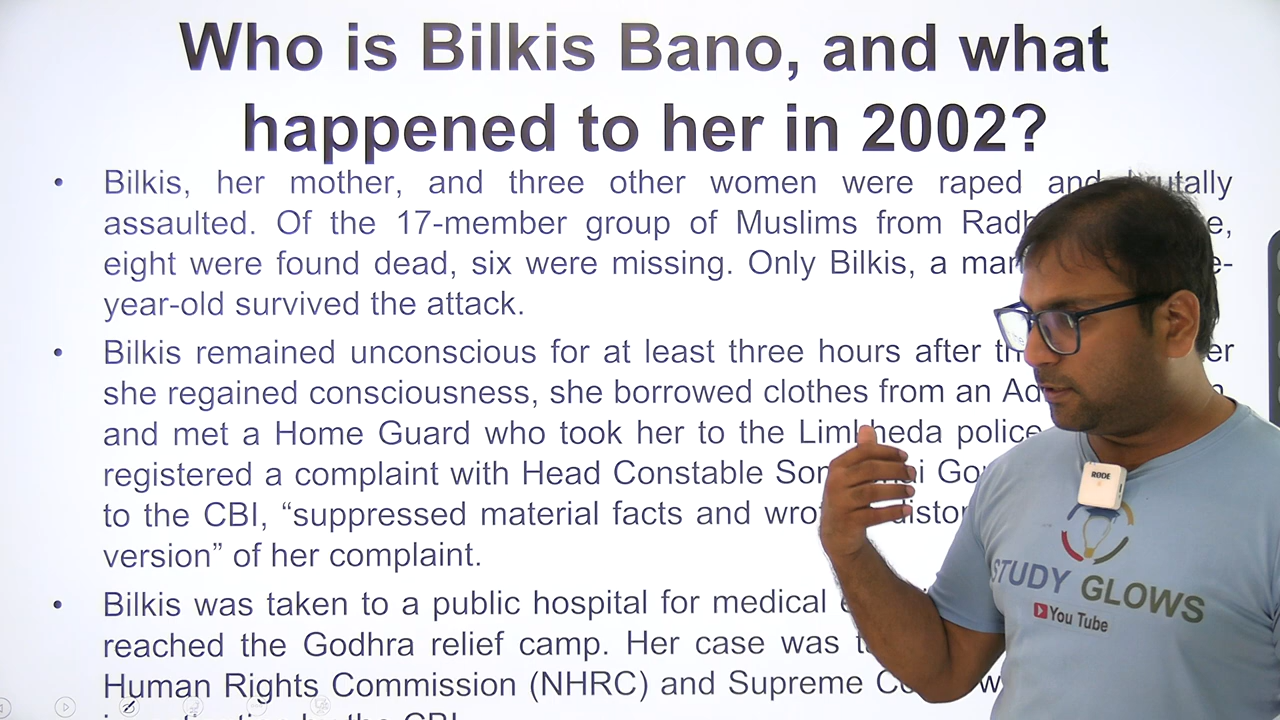 Who is Bilkis Bano, and what
happened to her in 2002?
• Bilkis, her mother, and three other women were raped and brutally
assaulted. Of the 17-member group of Muslims from
eight were found dead, six were missing. Only Bilkis, a
year-old survived the attack.
• Bilkis remained unconscious for at least three hours after
she regained consciousness, she borrowed clothes from an
and met a Home Guard who took her to the Limkheda police
registered a complaint with Head Constable
to the CBI, “suppressed material facts and
version” of her complaint.
• Bilkis was taken to a public hospital for medical
reached the Godhra relief camp. Her case was
Human Rights Commission (NHRC) and Supreme
RØDE
STUDY GLOWS
You Tube